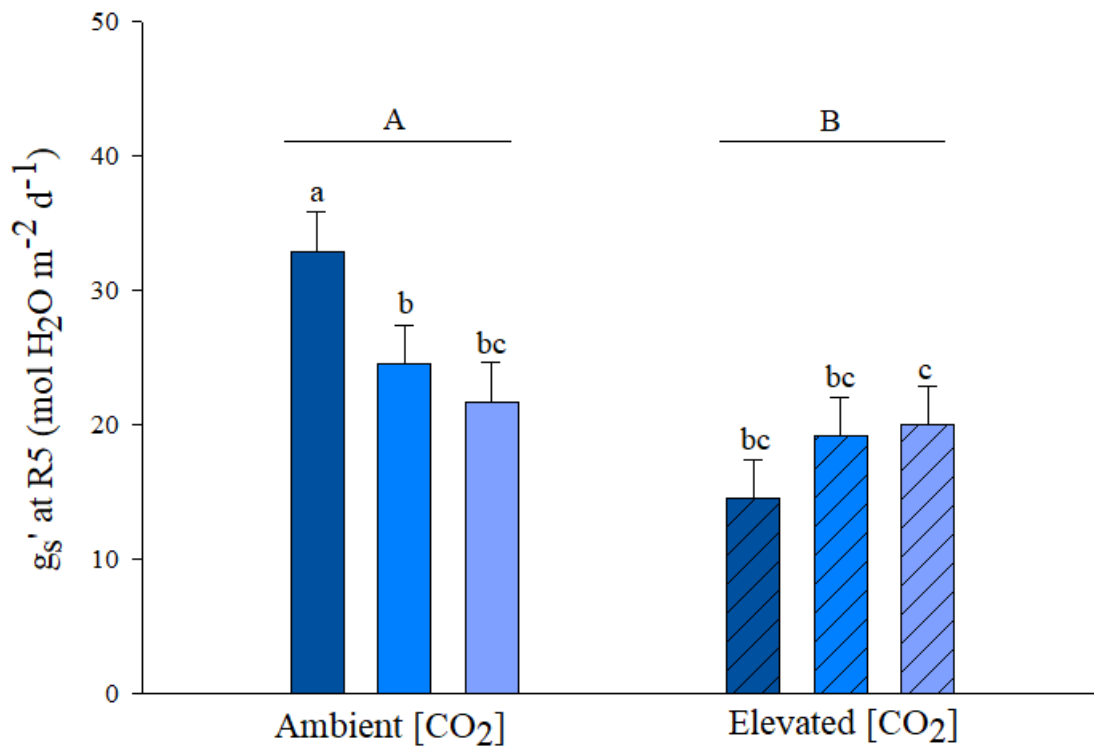 50
40
30
20
10
0
gs' at R5 (mol H2O m-2 d-1)
A
B
a
b
bc
bc
bc
c
Ambient [CO2]
Elevated [CO2]